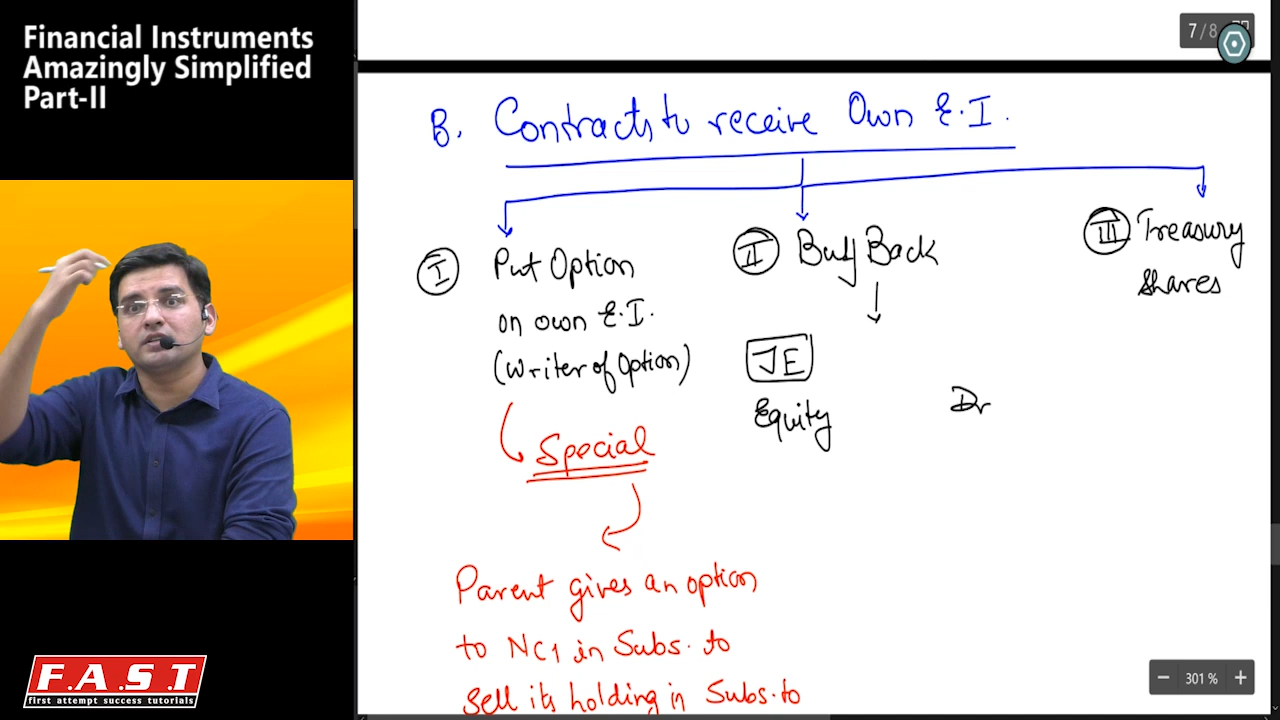 Financial Instruments
Amazingly Simplified
Part-II
7 / 8
B. Contracts to receive Own E.I.
I Put Option
on own E.I.
(Writer of Option)
Special
Parent gives an option
to NCI in Subs. to
sell its holding in Subs. to
II Buy Back
JE
Equity Dr
III Treasury
shares
F.A.S.T
first attempt success tutorials
301 %